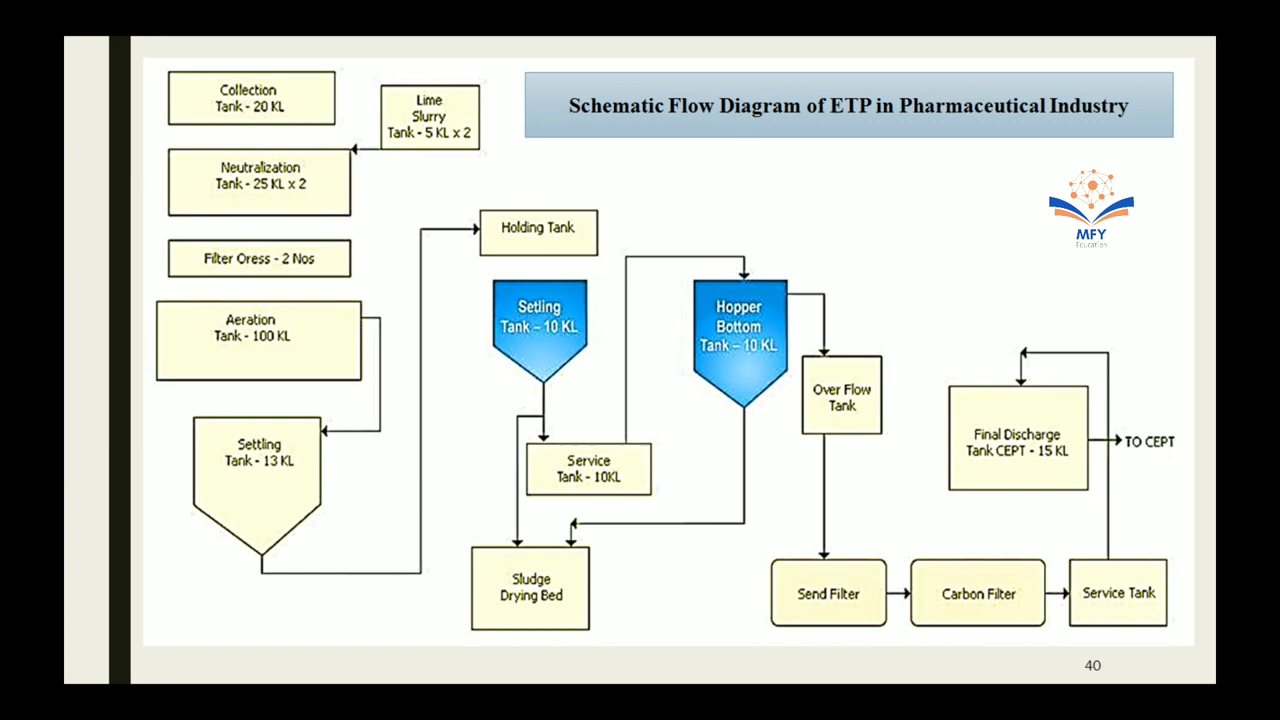 Schematic Flow Diagram of ETP in Pharmaceutical Industry
Collection
Tank - 20 KL
Lime
Slurry
Tank - 5 KL x 2
Neutralization
Tank - 25 KL x 2
Filter Oress - 2 Nos
Aeration
Tank - 100 KL
Settling
Tank - 13 KL
Holding Tank
Setling
Tank – 10 KL
Service
Tank - 10KL
Sludge
Drying Bed
Hopper
Bottom
Tank – 10 KL
Over Flow
Tank
Send Filter
Carbon Filter
Service Tank
Final Discharge
Tank CEPT - 15 KL
TO CEPT
MFY
Education
40